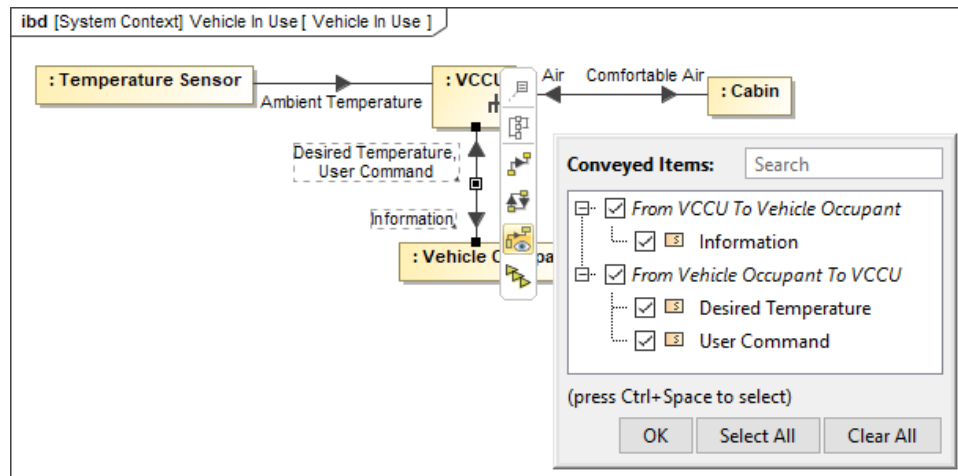 ibd [System Context] Vehicle In Use [ Vehicle In Use ]
: Temperature Sensor
: VCCU
Air
Comfortable Air
: Cabin
Ambient Temperature
Desired Temperature,
User Command
Information
: Vehicle
Conveyed Items:
Search
From VCCU To Vehicle Occupant
Information
From Vehicle Occupant To VCCU
Desired Temperature
User Command
(press Ctrl+Space to select)
OK
Select All
Clear All